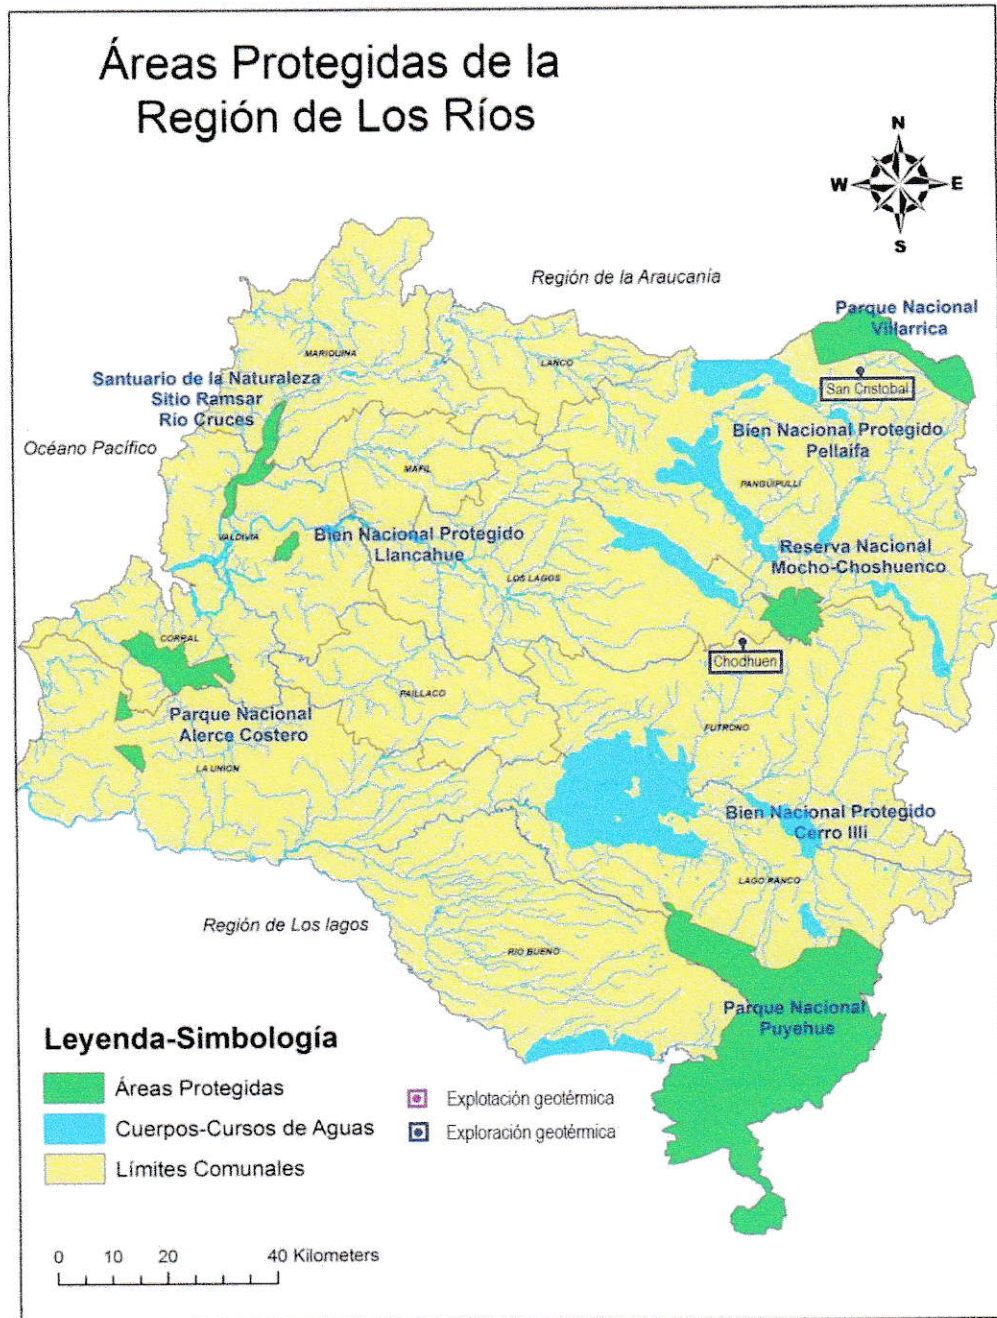 Áreas Protegidas de la
Región de Los Ríos
N
W
E
S
Región de la Araucanía
Parque Nacional
Villarrica
MARIQUINA
LANCO
San Cristobal
Santuario de la Naturaleza
Sitio Ramsar
Río Cruces
Océano Pacífico
Bien Nacional Protegido
Pellaifa
MAFIL
PANGUIPULLI
VALDIVIA
Bien Nacional Protegido
Llancahue
Reserva Nacional
Mocho-Choshuenco
LOS LAGOS
CORRAL
Chodhuen
PAILLACO
Parque Nacional
Alerce Costero
FUTRONO
LA UNION
Bien Nacional Protegido
Cerro Illi
LAGO RANCO
Región de Los lagos
RIO BUENO
Parque Nacional
Puyehue
Leyenda-Simbología
Áreas Protegidas
Cuerpos-Cursos de Aguas
Límites Comunales
Explotación geotérmica
Exploración geotérmica
0 10 20 40 Kilometers